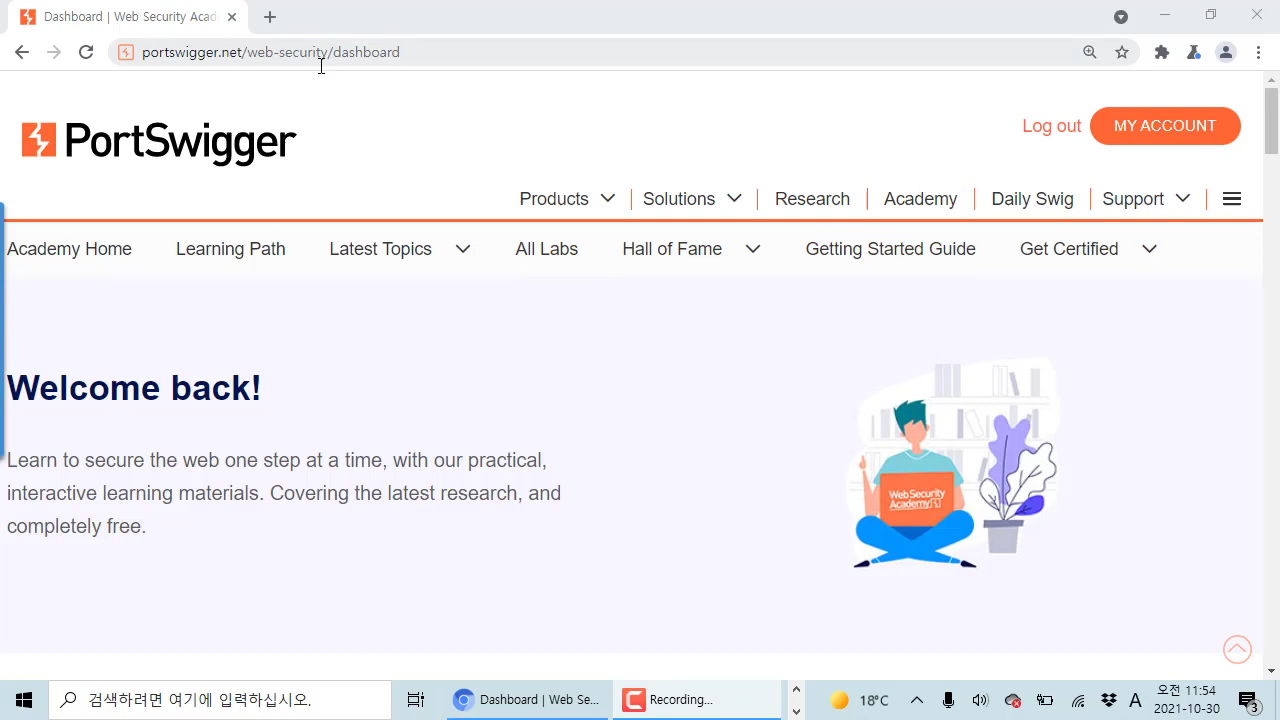 Dashboard | Web Security Acad
portswigger.net/web-security/dashboard
PortSwigger
Log out
MY ACCOUNT
Products
Solutions
Research
Academy
Daily Swig
Support
Academy Home
Learning Path
Latest Topics
All Labs
Hall of Fame
Getting Started Guide
Get Certified
Welcome back!
Learn to secure the web one step at a time, with our practical,
interactive learning materials. Covering the latest research, and
completely free.
Web Security
Academy
검색하려면 여기에 입력하십시오.
Dashboard | Web Se...
Recording...
18°C
A
오전 11:54
2021-10-30
3